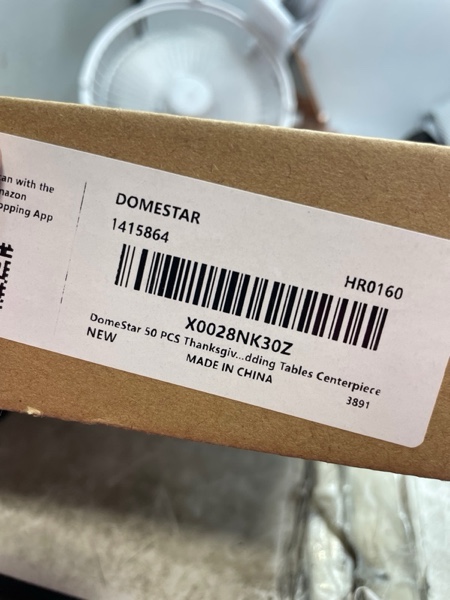 an with the
mazon
opping App
DOMESTAR
1415864
HR0160
X0028NK30Z
DomeStar 50 PCS Thanksgiv...dding Tables Centerpiece
NEW
MADE IN CHINA
3891